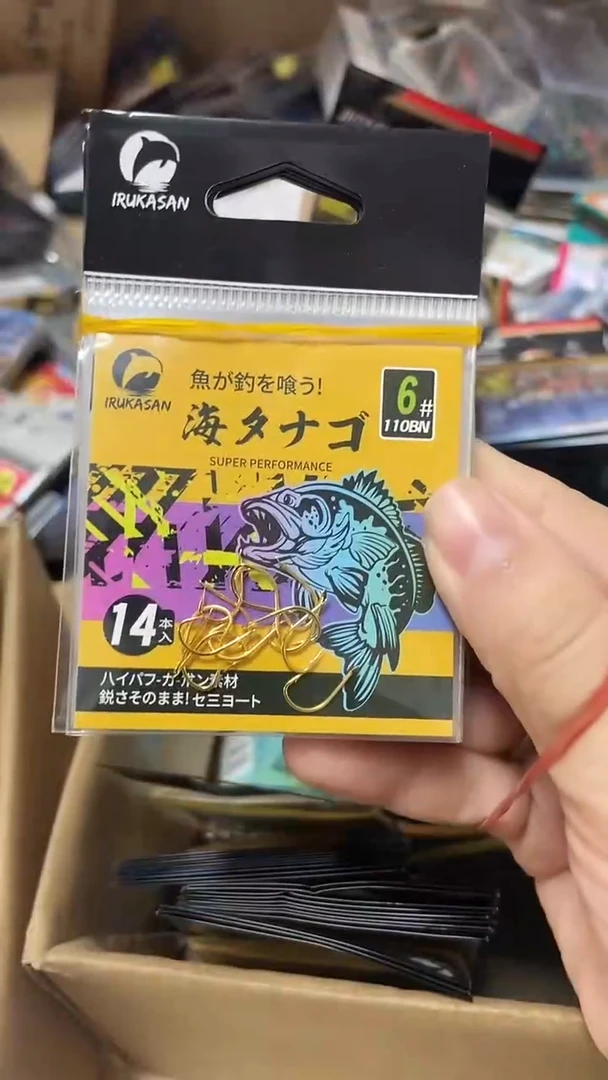 IRUKASAN
IRUKASAN
魚が釣を喰う!
海タナゴ
6#
110BN
SUPER PERFORMANCE
14本入
ハイパフ-カ-ボン素材
鋭さそのまま!セミヨート